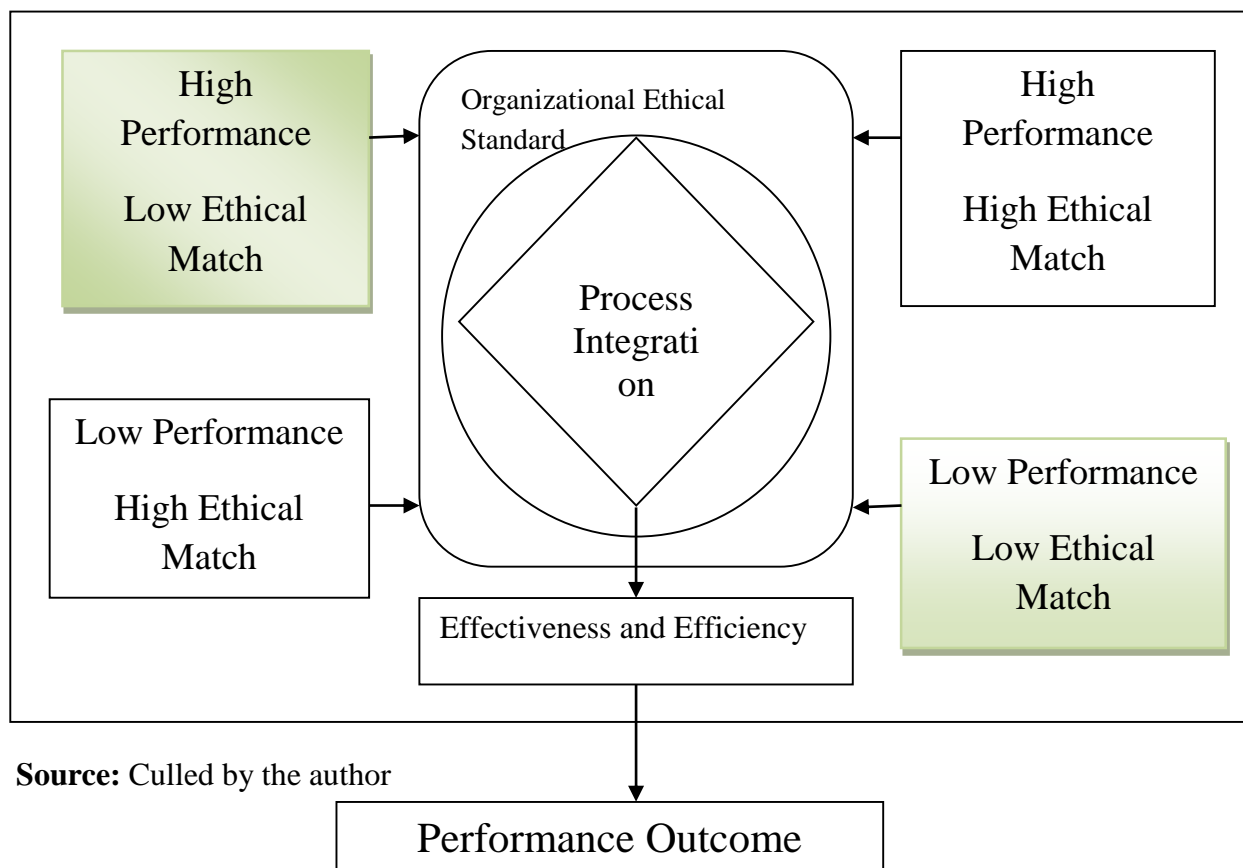 High
Performance
Low Ethical
Match
Organizational Ethical
Standard
High
Performance
High Ethical
Match
Process
Integrati
on
Low Performance
High Ethical
Match
Low Performance
Low Ethical
Match
Effectiveness and Efficiency
Source: Culled by the author
Performance Outcome